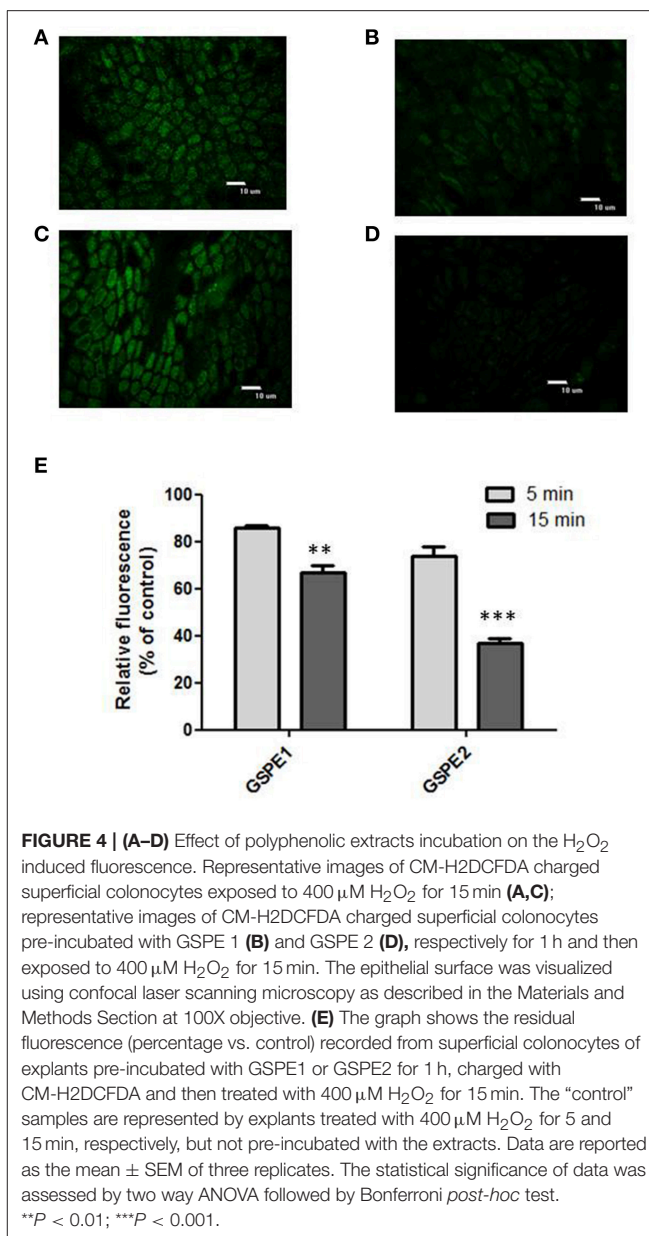 A
B
10 um
10 um
C
D
10 um
10 um
E
Relative fluorescence
(% of control)
100
80
60
40
20
0
5 min
15 min
**
***
GSPE1
GSPE2
FIGURE 4 | (A–D) Effect of polyphenolic extracts incubation on the H2O2
induced fluorescence. Representative images of CM-H2DCFDA charged
superficial colonocytes exposed to 400 μM H2O2 for 15 min (A,C);
representative images of CM-H2DCFDA charged superficial colonocytes
pre-incubated with GSPE 1 (B) and GSPE 2 (D), respectively for 1 h and then
exposed to 400 μM H2O2 for 15 min. The epithelial surface was visualized
using confocal laser scanning microscopy as described in the Materials and
Methods Section at 100X objective. (E) The graph shows the residual
fluorescence (percentage vs. control) recorded from superficial colonocytes of
explants pre-incubated with GSPE1 or GSPE2 for 1 h, charged with
CM-H2DCFDA and then treated with 400 μM H2O2 for 15 min. The “control”
samples are represented by explants treated with 400 μM H2O2 for 5 and
15 min, respectively, but not pre-incubated with the extracts. Data are reported
as the mean ± SEM of three replicates. The statistical significance of data was
assessed by two way ANOVA followed by Bonferroni post-hoc test.
**P < 0.01; ***P < 0.001.